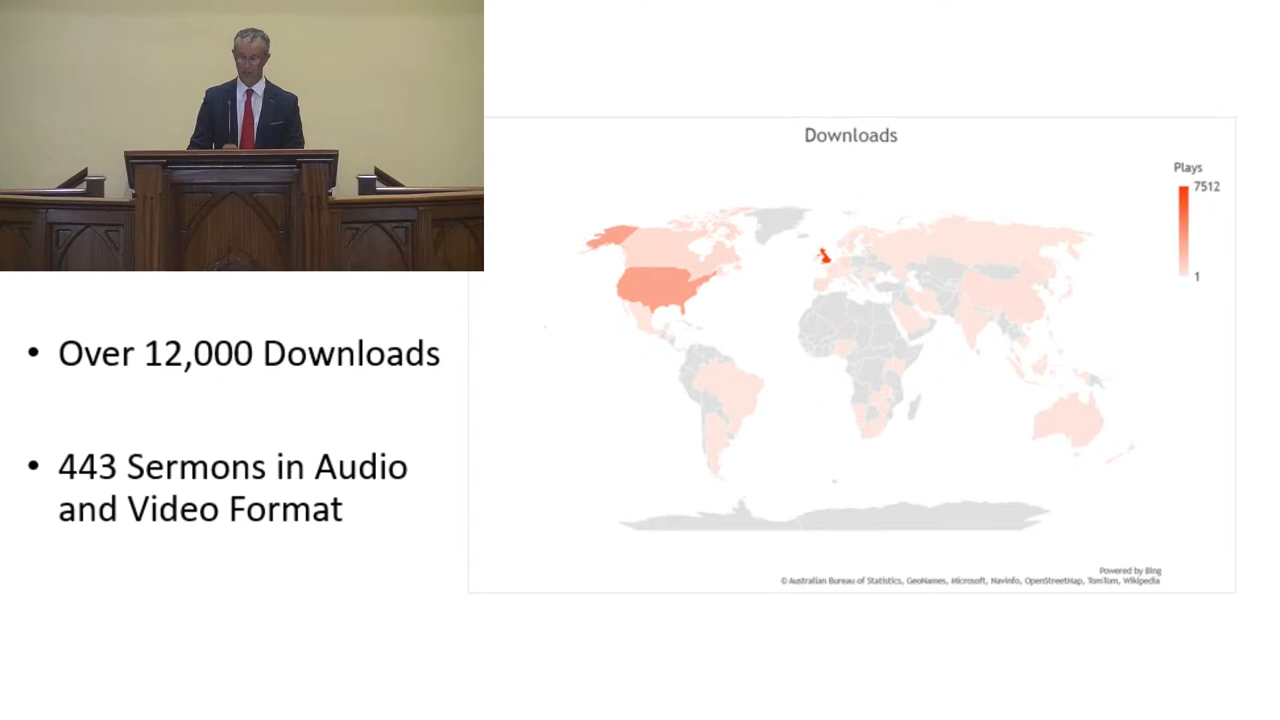 Downloads
Plays
7512
1
• Over 12,000 Downloads
• 443 Sermons in Audio
and Video Format
Powered by Bing
© Australian Bureau of Statistics, GeoNames, Microsoft, Navinfo, OpenStreetMap, TomTom, Wikipedia